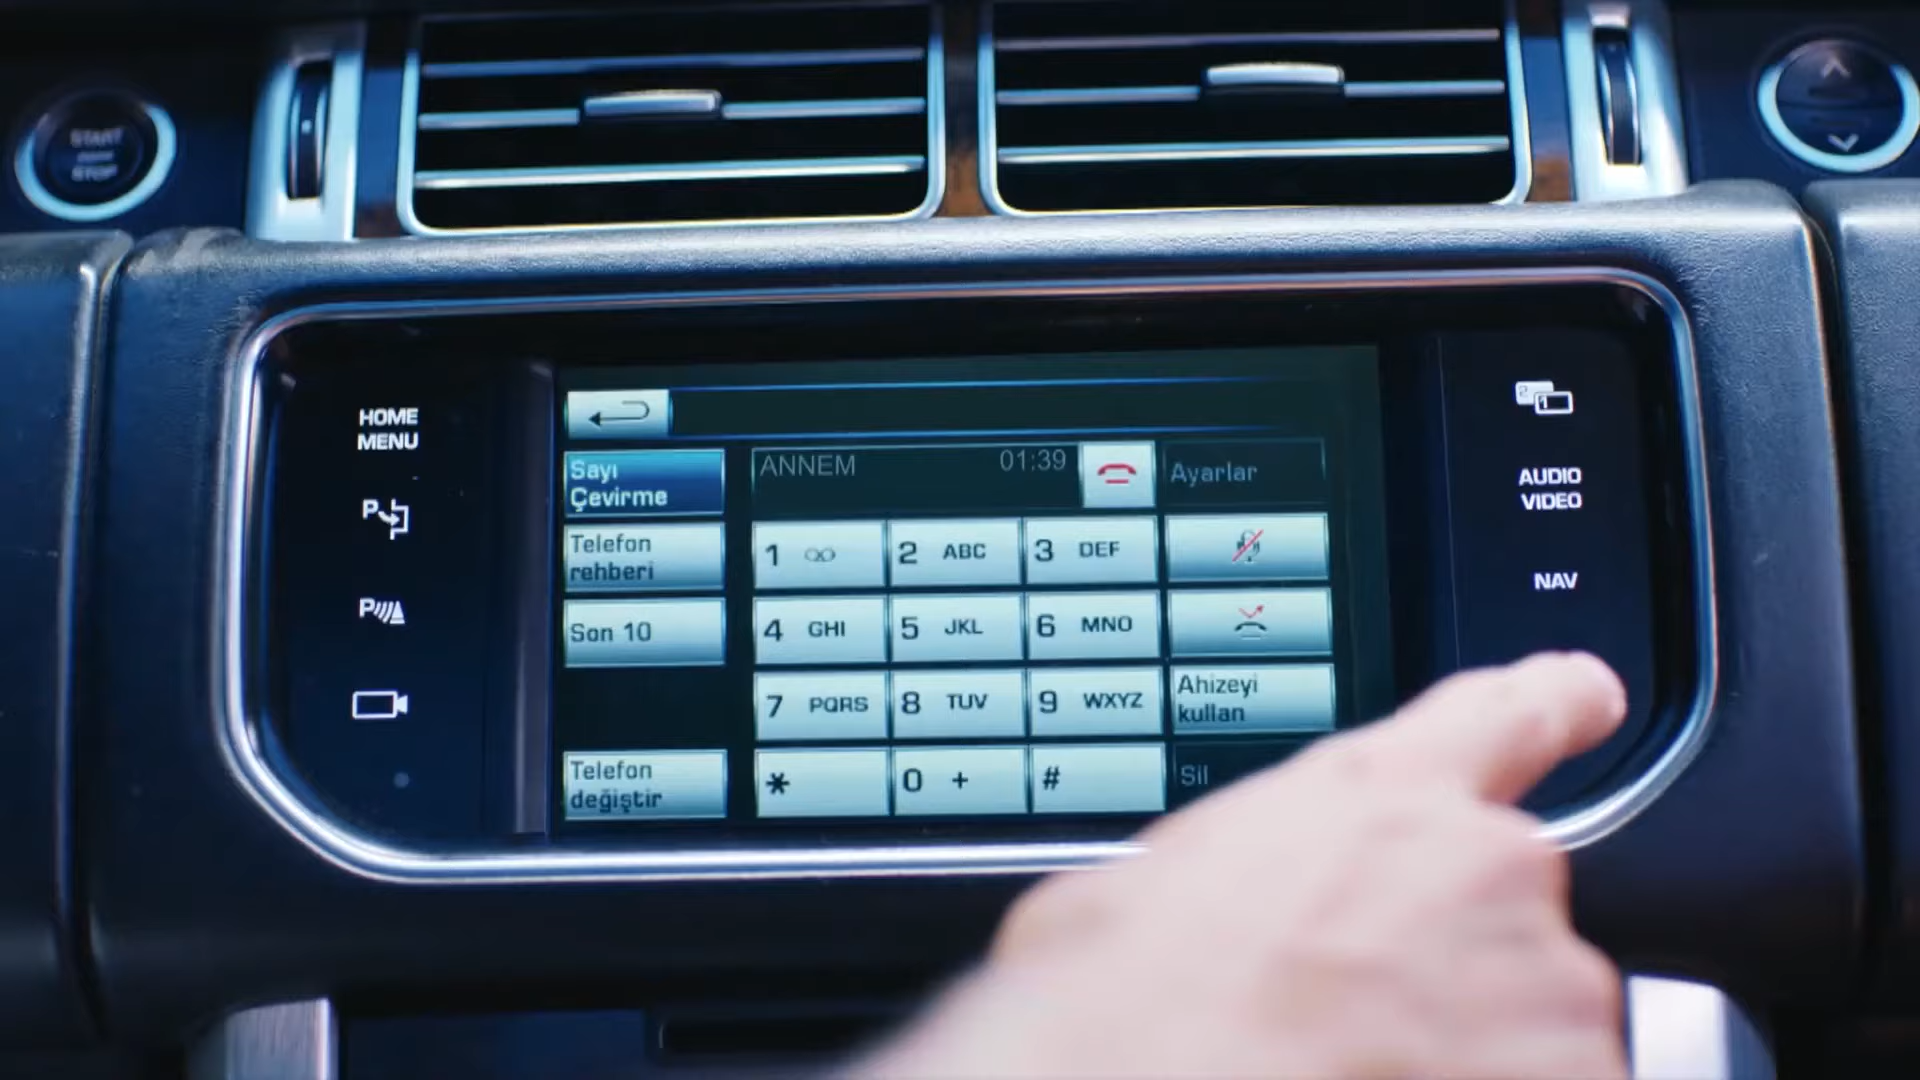 START
STOP
HOME
MENU
P
P
Sayı
Çevirme
Telefon
rehberi
Son 10
Telefon
değiştir
ANNEM 01:39
1
2 ABC
3 DEF
4 GHI
5 JKL
6 MNO
7 PQRS
8 TUV
9 WXYZ
*
0 +
#
Ayarlar
Ahizeyi
kullan
Sil
2
1
AUDIO
VIDEO
NAV